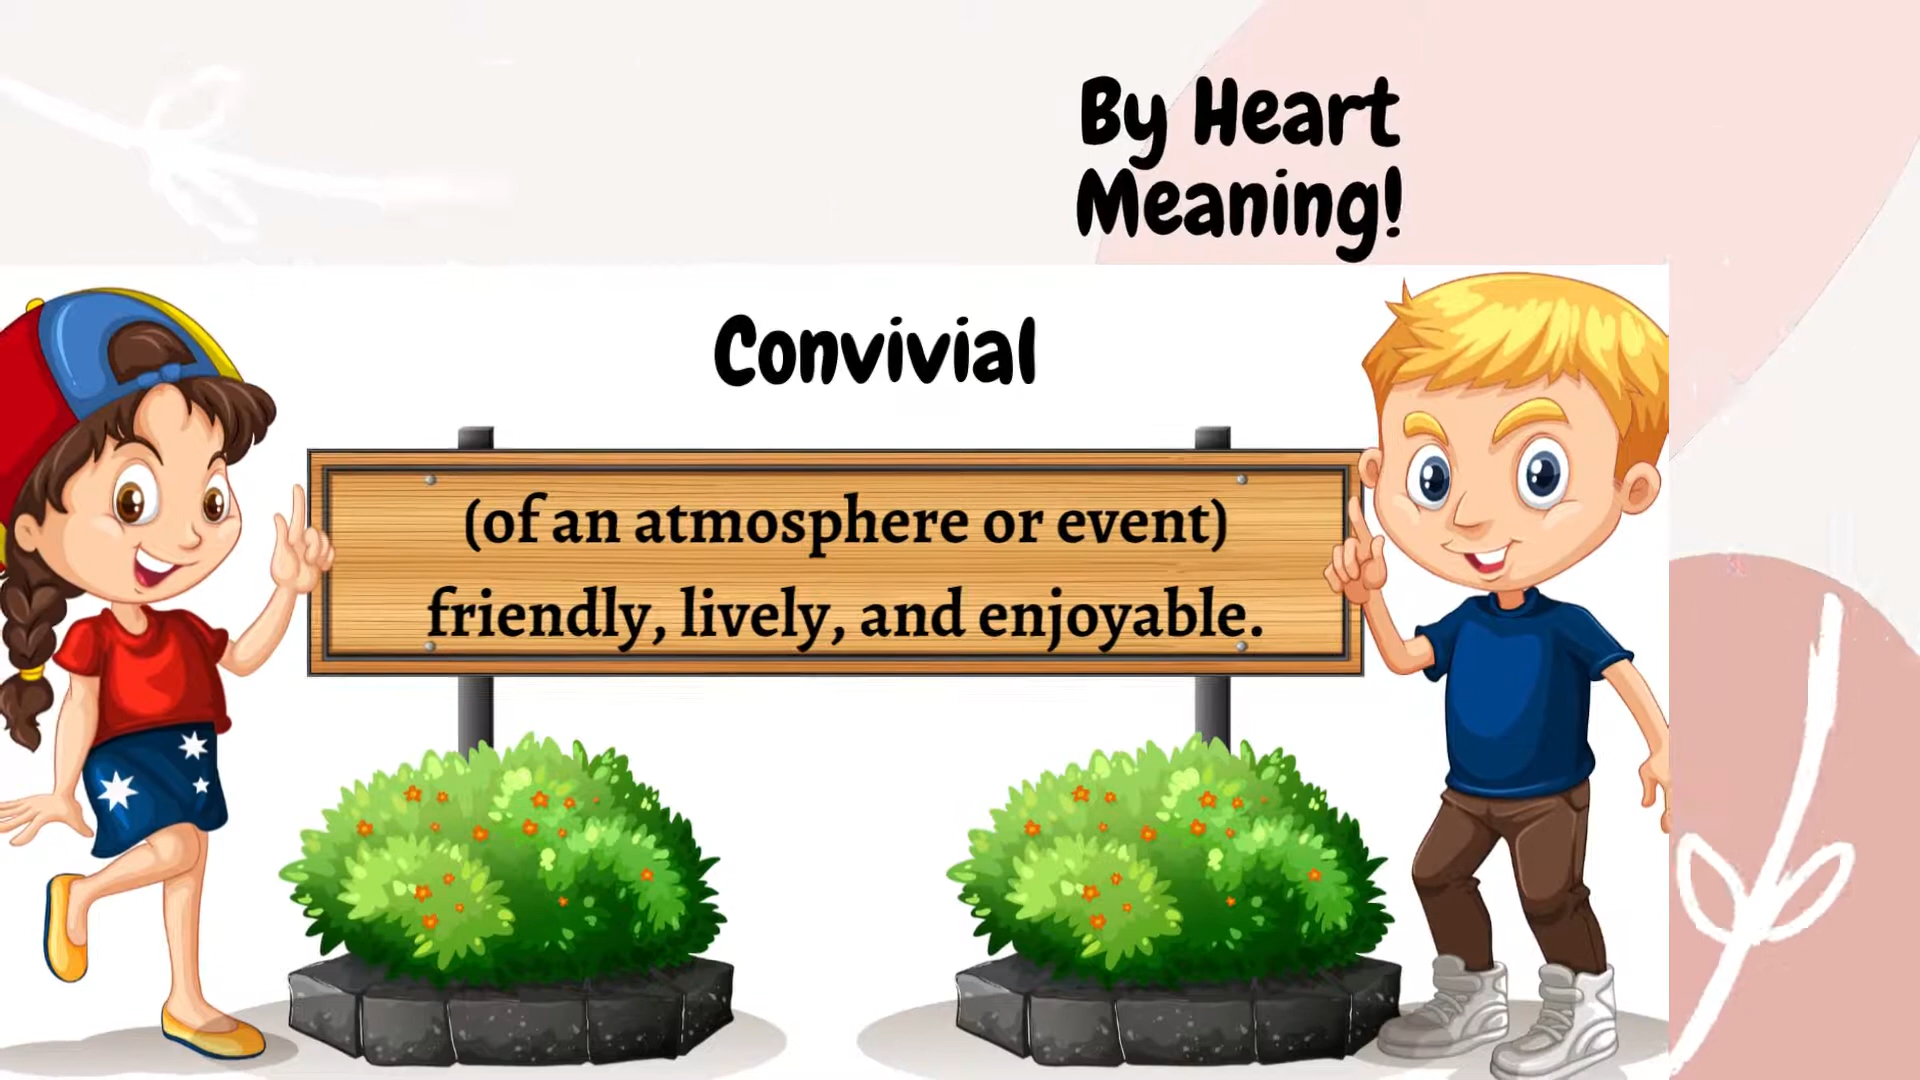 By Heart
Meaning!
Convivial
(of an atmosphere or event)
friendly, lively, and enjoyable.